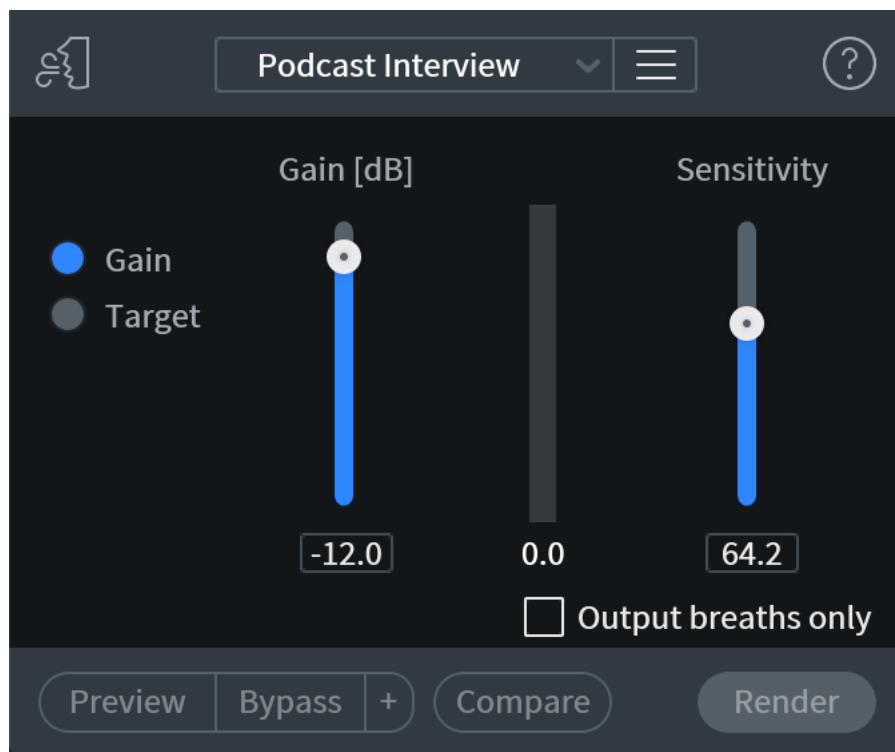 Podcast Interview
?
Gain [dB]
Sensitivity
Gain
Target
-12.0
0.0
64.2
Output breaths only
Preview
Bypass
+
Compare
Render